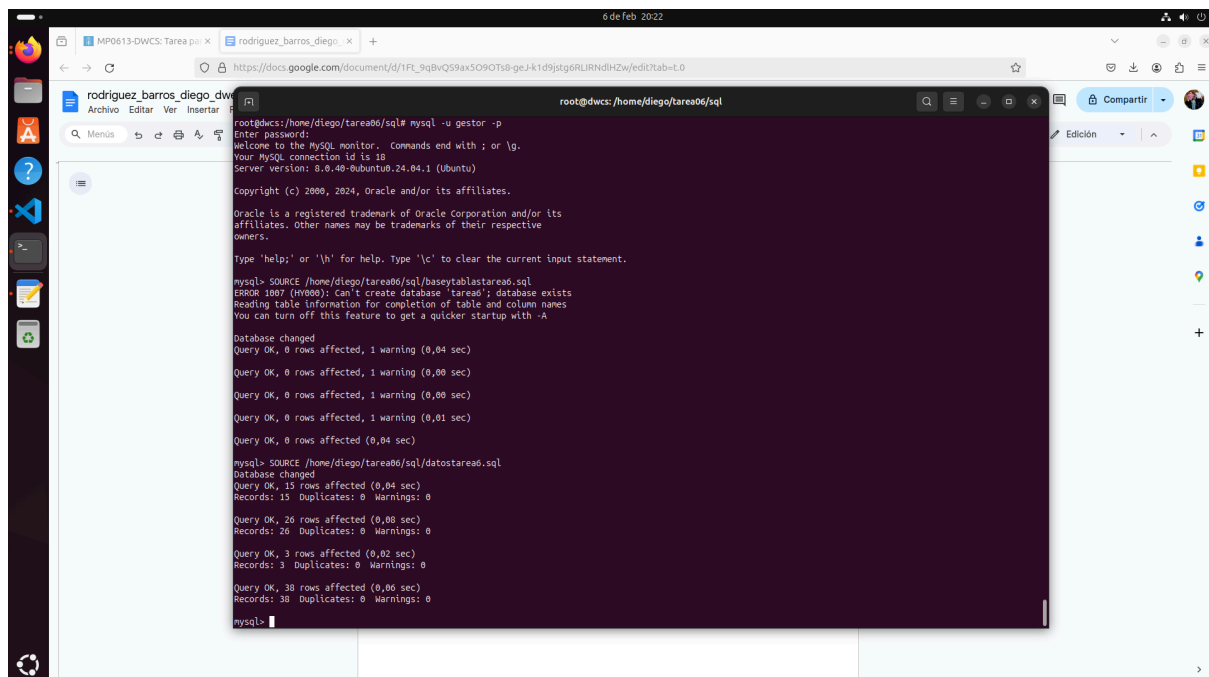 6 de feb 20:22
MP0613-DWCS: Tarea pa
rodriguez_barros_diego_
https://docs.google.com/document/d/1Ft_9qBvQS9ax5O9OTs8-geJ-k1d9jstg6RLIRNdlHZw/edit?tab=t.0
rodriguez_barros_diego_dwe
Archivo Editar Ver Insertar F
Compartir
Menús
Edición
root@dwcs: /home/diego/tarea06/sql
root@dwcs:/home/diego/tarea06/sql# mysql -u gestor -p
Enter password:
Welcome to the MySQL monitor.  Commands end with ; or \g.
Your MySQL connection id is 18
Server version: 8.0.40-0ubuntu0.24.04.1 (Ubuntu)
Copyright (c) 2000, 2024, Oracle and/or its affiliates.
Oracle is a registered trademark of Oracle Corporation and/or its
affiliates. Other names may be trademarks of their respective
owners.
Type 'help;' or '\h' for help. Type '\c' to clear the current input statement.
mysql> SOURCE /home/diego/tarea06/sql/baseytablastarea6.sql
ERROR 1007 (HY000): Can't create database 'tarea6'; database exists
Reading table information for completion of table and column names
You can turn off this feature to get a quicker startup with -A
Database changed
Query OK, 0 rows affected, 1 warning (0,04 sec)
Query OK, 0 rows affected, 1 warning (0,00 sec)
Query OK, 0 rows affected, 1 warning (0,00 sec)
Query OK, 0 rows affected, 1 warning (0,01 sec)
Query OK, 0 rows affected (0,04 sec)
mysql> SOURCE /home/diego/tarea06/sql/datostarea6.sql
Database changed
Query OK, 15 rows affected (0,04 sec)
Records: 15  Duplicates: 0  Warnings: 0
Query OK, 26 rows affected (0,08 sec)
Records: 26  Duplicates: 0  Warnings: 0
Query OK, 3 rows affected (0,02 sec)
Records: 3  Duplicates: 0  Warnings: 0
Query OK, 38 rows affected (0,06 sec)
Records: 38  Duplicates: 0  Warnings: 0
mysql>